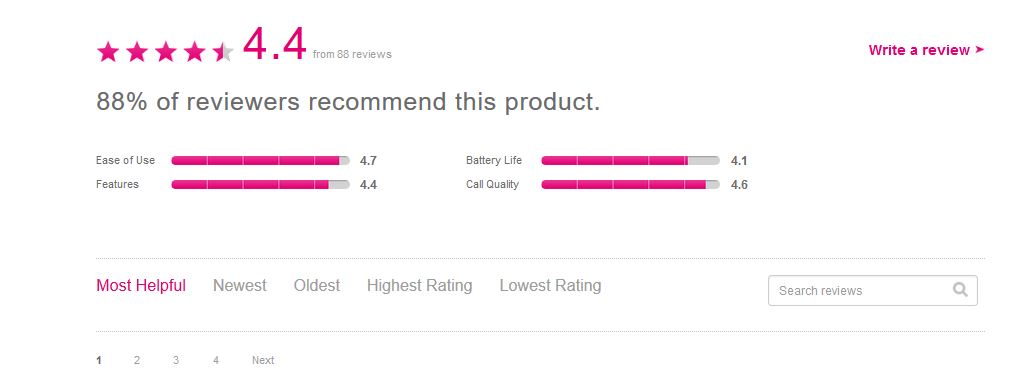 4.4 from 88 reviews
Write a review
88% of reviewers recommend this product.
Ease of Use 4.7
Battery Life 4.1
Features 4.4
Call Quality 4.6
Most Helpful Newest Oldest Highest Rating Lowest Rating
Search reviews
1 2 3 4 Next